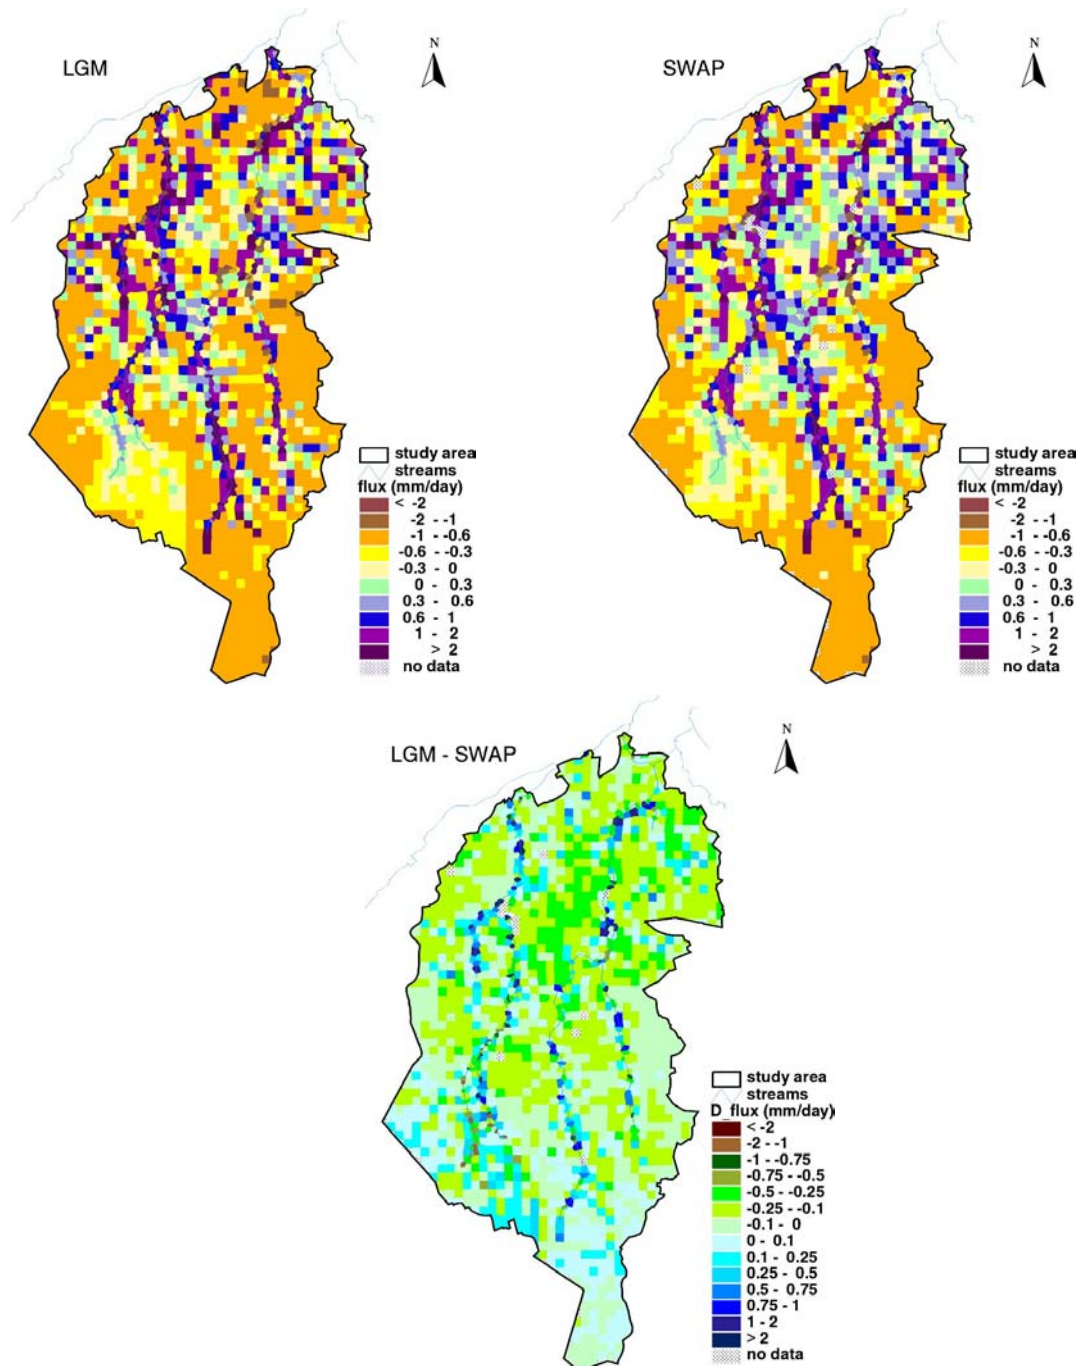 LGM
N
study area
streams
flux (mm/day)
< -2
-2 - -1
-1 - -0.6
-0.6 - -0.3
-0.3 - 0
0 - 0.3
0.3 - 0.6
0.6 - 1
1 - 2
> 2
no data
SWAP
N
study area
streams
flux (mm/day)
< -2
-2 - -1
-1 - -0.6
-0.6 - -0.3
-0.3 - 0
0 - 0.3
0.3 - 0.6
0.6 - 1
1 - 2
> 2
no data
LGM - SWAP
N
study area
streams
D_flux (mm/day)
< -2
-2 - -1
-1 - -0.75
-0.75 - -0.5
-0.5 - -0.25
-0.25 - -0.1
-0.1 - 0
0 - 0.1
0.1 - 0.25
0.25 - 0.5
0.5 - 0.75
0.75 - 1
1 - 2
> 2
no data